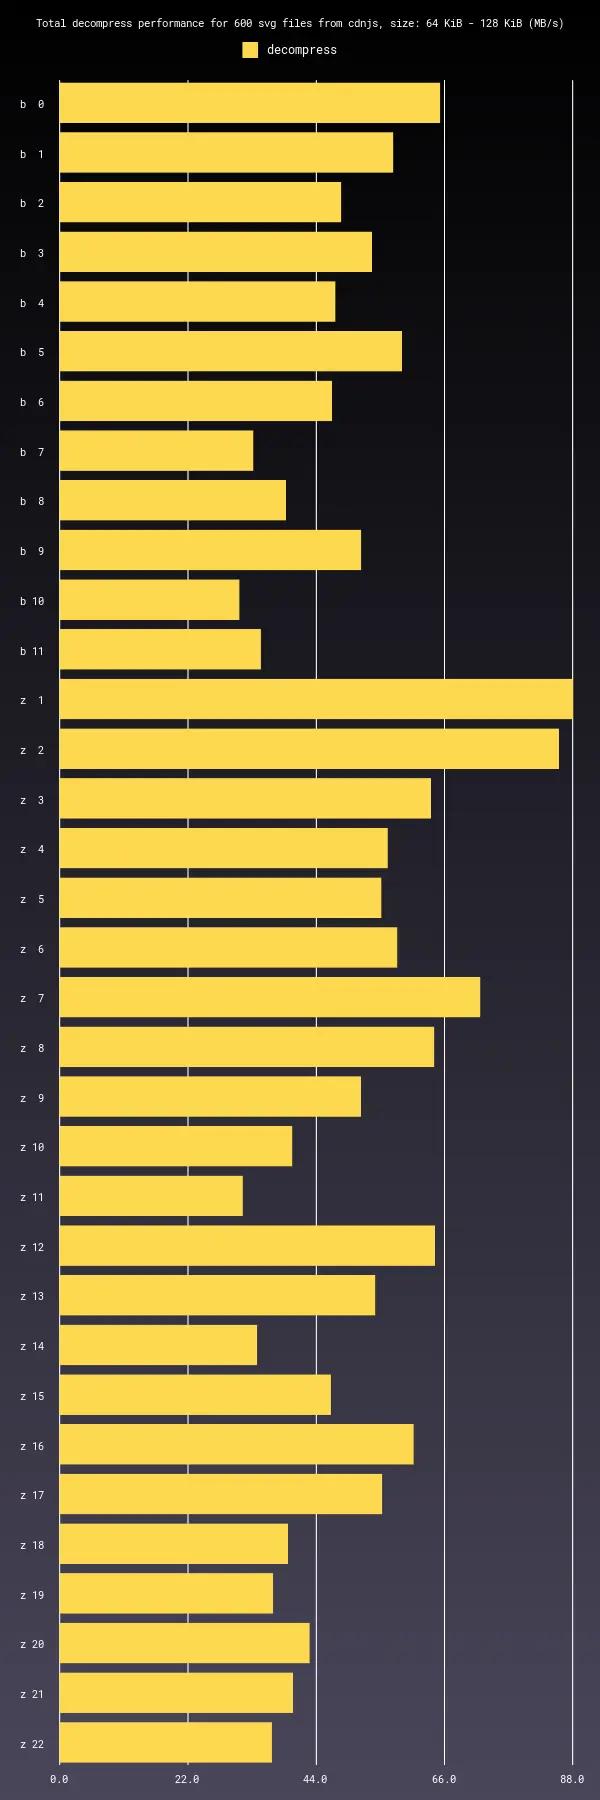 Total decompress performance for 600 svg files from cdnjs, size: 64 KiB - 128 KiB (MB/s)
decompress
b 0
b 1
b 2
b 3
b 4
b 5
b 6
b 7
b 8
b 9
b 10
b 11
z 1
z 2
z 3
z 4
z 5
z 6
z 7
z 8
z 9
z 10
z 11
z 12
z 13
z 14
z 15
z 16
z 17
z 18
z 19
z 20
z 21
z 22
0.0 22.0 44.0 66.0 88.0